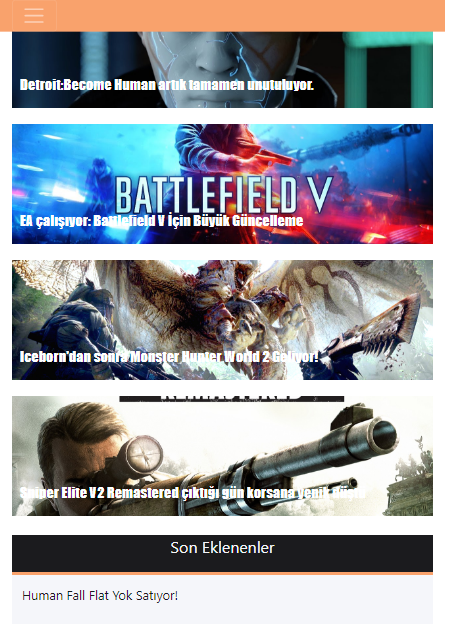 Detroit:Become Human artık tamamen unutuluyor.
BATTLEFIELD V
EA çalışıyor: Battlefield V İçin Büyük Güncelleme
Iceborn'dan sonra Monster Hunter World 2 Geliyor!
REMASTERED
Sniper Elite V2 Remastered çıktığı gün korsana yenik düştü
Son Eklenenler
Human Fall Flat Yok Satıyor!